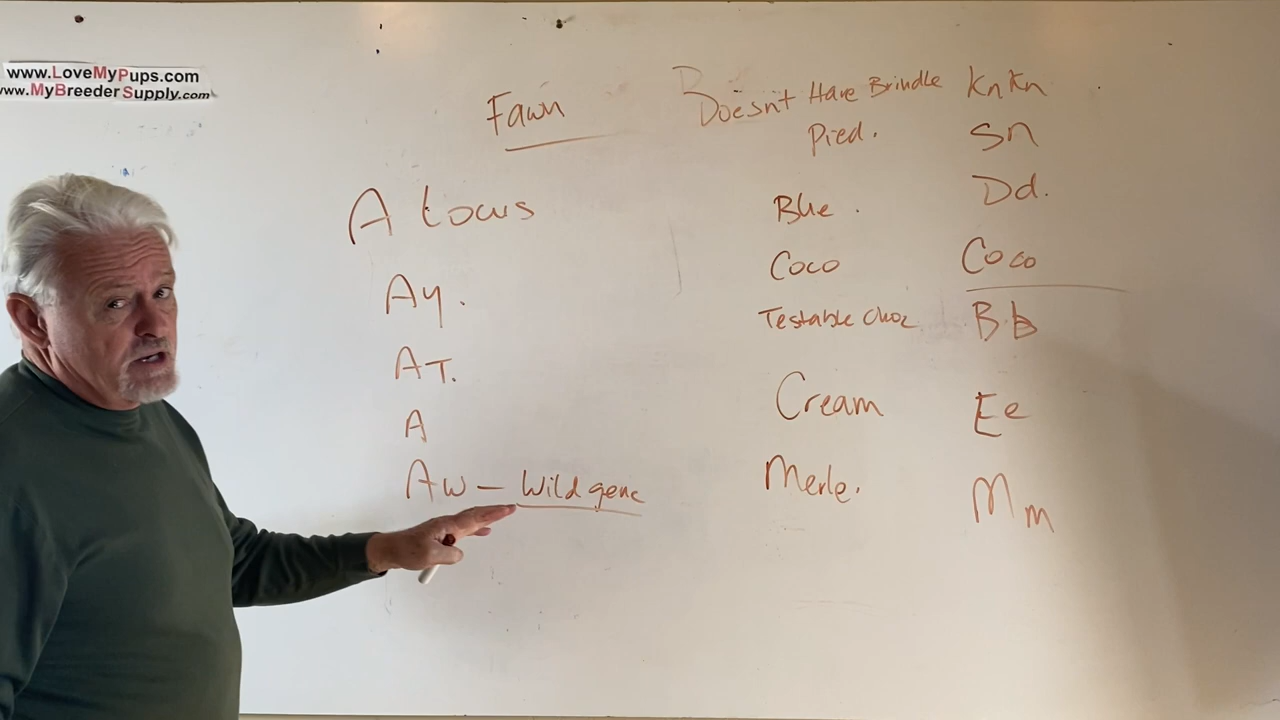 www.LoveMyPups.com
www.MyBreederSupply.com
Fawn
Doesn't Have Brindle KnKn
Pied. Sn
A Locus
Blue. Dd.
Coco Coco
Ay.
Testable Choc Bb
AT.
A
Cream Ee
Aw - Wild gene
Merle. Mm